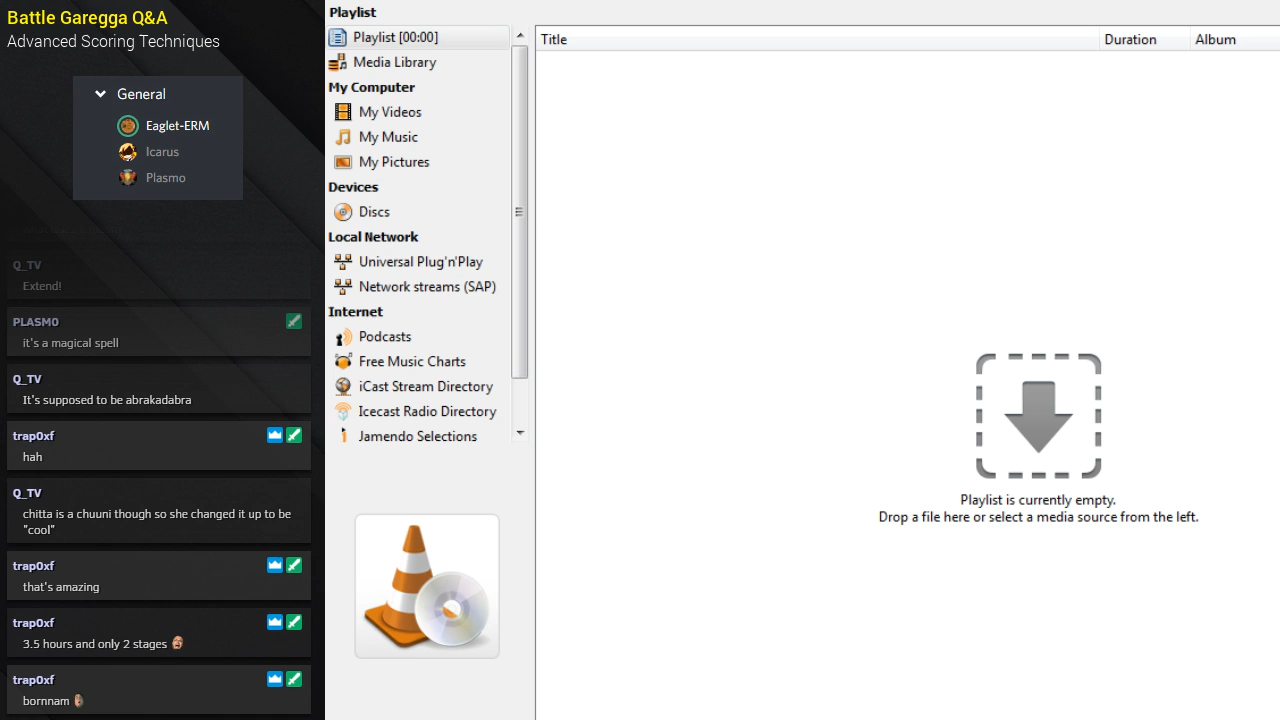 Battle Garegga Q&A
Advanced Scoring Techniques
General
Eaglet-ERM
Icarus
Plasmo
Q_TV
Extend!
PLASMO
it's a magical spell
Q_TV
It's supposed to be abrakadabra
trap0xf
hah
Q_TV
chitta is a chuuni though so she changed it up to be
"cool"
trap0xf
that's amazing
trap0xf
3.5 hours and only 2 stages
trap0xf
bornnam
Playlist
Playlist [00:00]
Media Library
My Computer
My Videos
My Music
My Pictures
Devices
Discs
Local Network
Universal Plug'n'Play
Network streams (SAP)
Internet
Podcasts
Free Music Charts
iCast Stream Directory
Icecast Radio Directory
Jamendo Selections
Title Duration Album
Playlist is currently empty.
Drop a file here or select a media source from the left.